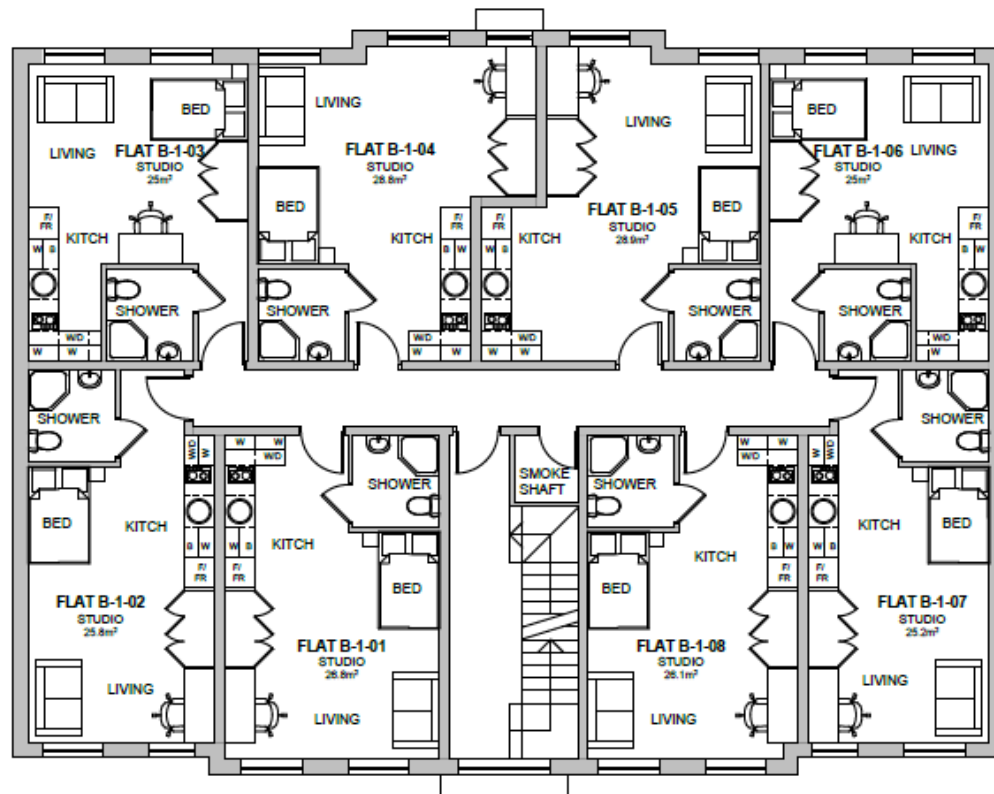 BED
LIVING
FLAT B-1-03
STUDIO
25m²
F/
FR
W B
KITCH
SHOWER
W/D
W W
LIVING
FLAT B-1-04
STUDIO
28.8m²
BED
KITCH
F/
FR
B W
SHOWER
W/D
W W
LIVING
FLAT B-1-05
STUDIO
28.9m²
BED
F/
FR
W B
KITCH
SHOWER
W/D
W W
BED
LIVING
FLAT B-1-06
STUDIO
25m²
KITCH
F/
FR
B W
SHOWER
W/D
W W
SHOWER
W/D
W
BED
KITCH
B W
F/
FR
FLAT B-1-02
STUDIO
25.8m²
LIVING
W W
W/D
SHOWER
KITCH
B W
F/
FR
BED
FLAT B-1-01
STUDIO
26.8m²
LIVING
SMOKE
SHAFT
SHOWER
W W
W/D
BED
KITCH
B W
F/
FR
FLAT B-1-08
STUDIO
26.1m²
LIVING
SHOWER
W
W/D
KITCH
B W
F/
FR
BED
FLAT B-1-07
STUDIO
25.2m²
LIVING